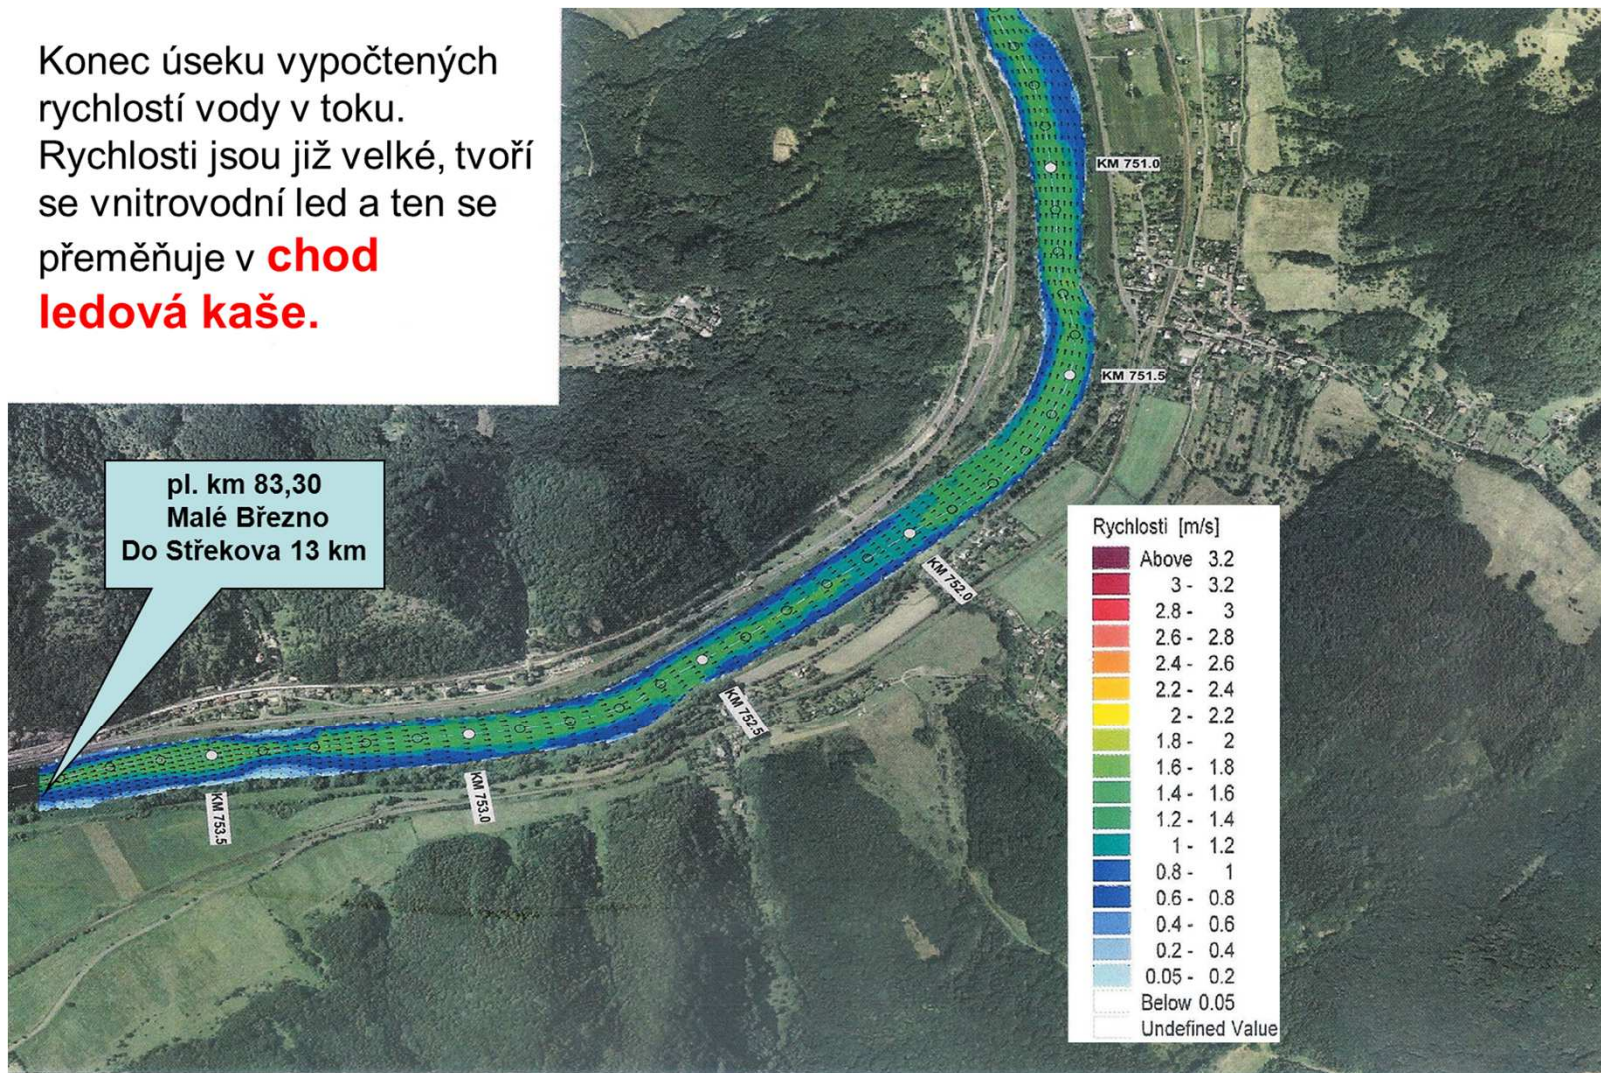 Konec úseku vypočtených
rychlostí vody v toku.
Rychlosti jsou již velké, tvoří
se vnitrovodní led a ten se
přeměňuje v chod
ledová kaše.
KM 751.0
KM 751.5
pl. km 83,30
Malé Březno
Do Střekova 13 km
KM 752.0
KM 752.5
KM 753.0
KM 753.5
Rychlosti [m/s]
Above 3.2
3 - 3.2
2.8 - 3
2.6 - 2.8
2.4 - 2.6
2.2 - 2.4
2 - 2.2
1.8 - 2
1.6 - 1.8
1.4 - 1.6
1.2 - 1.4
1 - 1.2
0.8 - 1
0.6 - 0.8
0.4 - 0.6
0.2 - 0.4
0.05 - 0.2
Below 0.05
Undefined Value